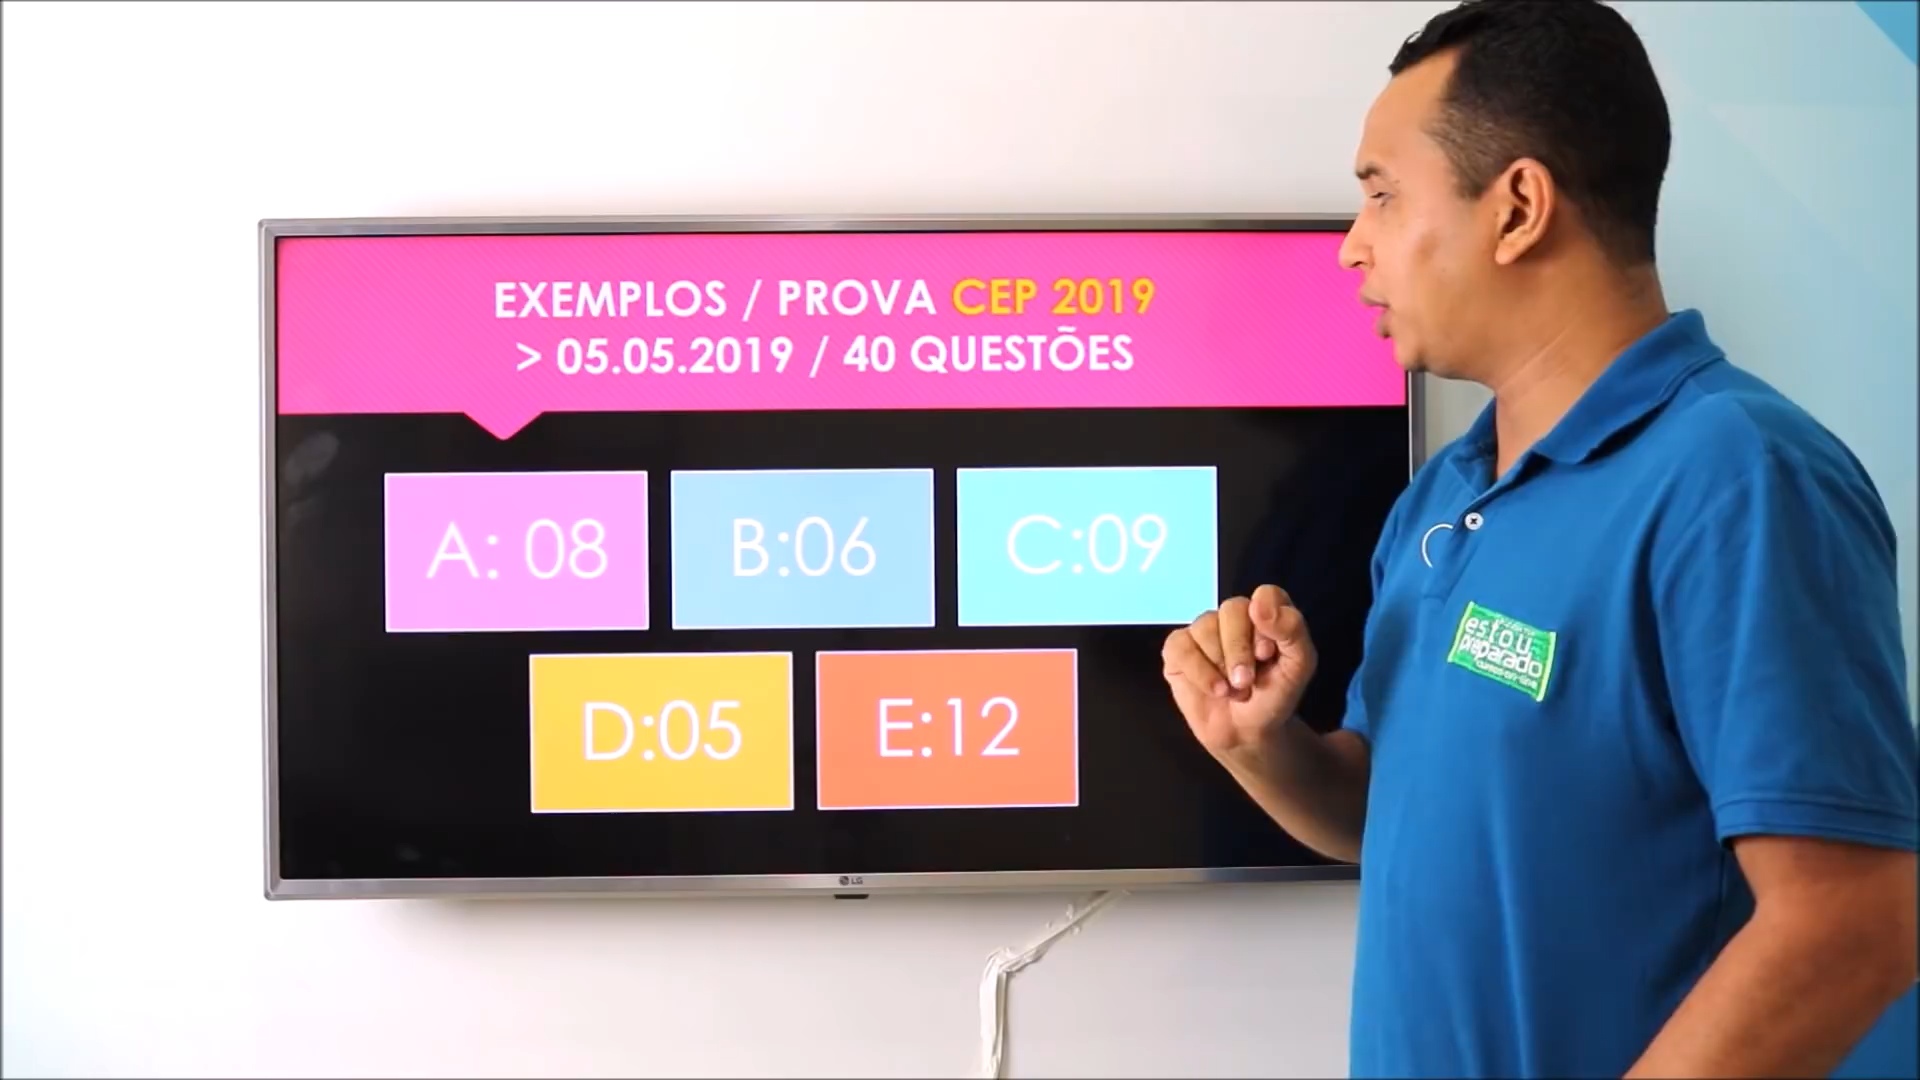 EXEMPLOS / PROVA CEP 2019
> 05.05.2019 / 40 QUESTÕES
A: 08
B:06
C:09
D:05
E:12
LG
estou
preparado